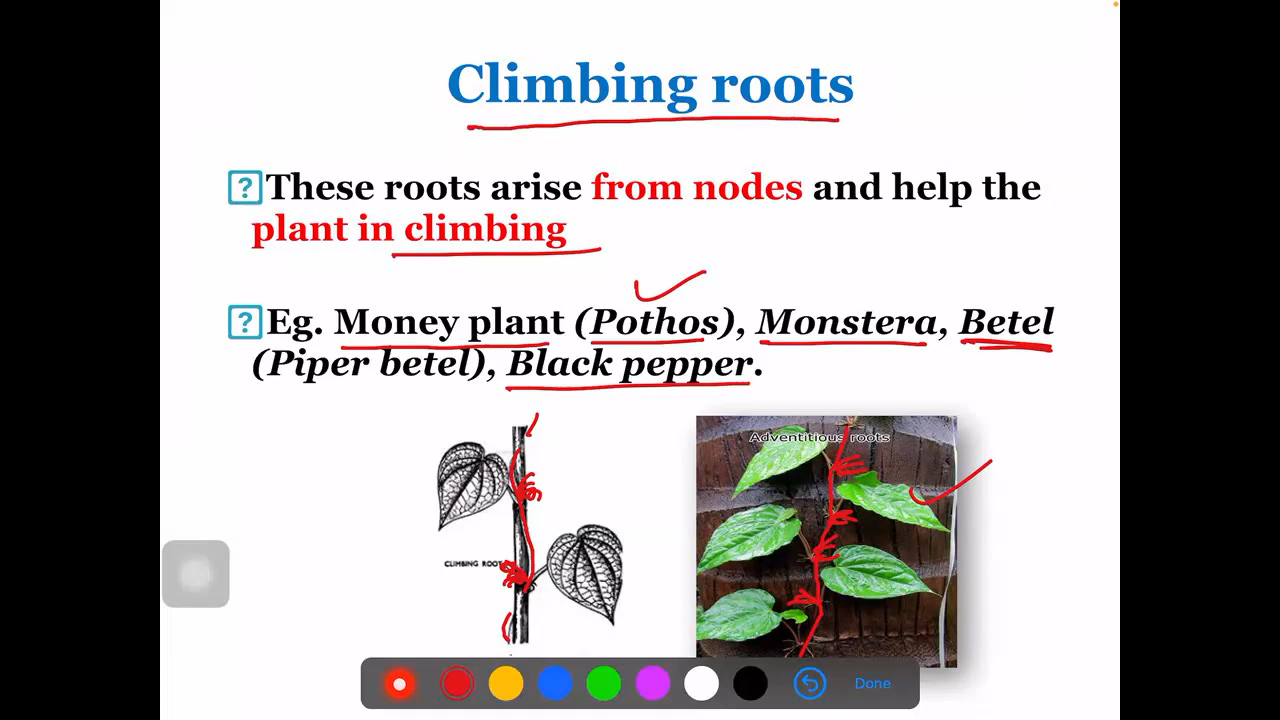 Climbing roots
These roots arise from nodes and help the
plant in climbing
Eg. Money plant (Pothos), Monstera, Betel
(Piper betel), Black pepper.
Adventitious roots
CLIMBING ROOT
Done